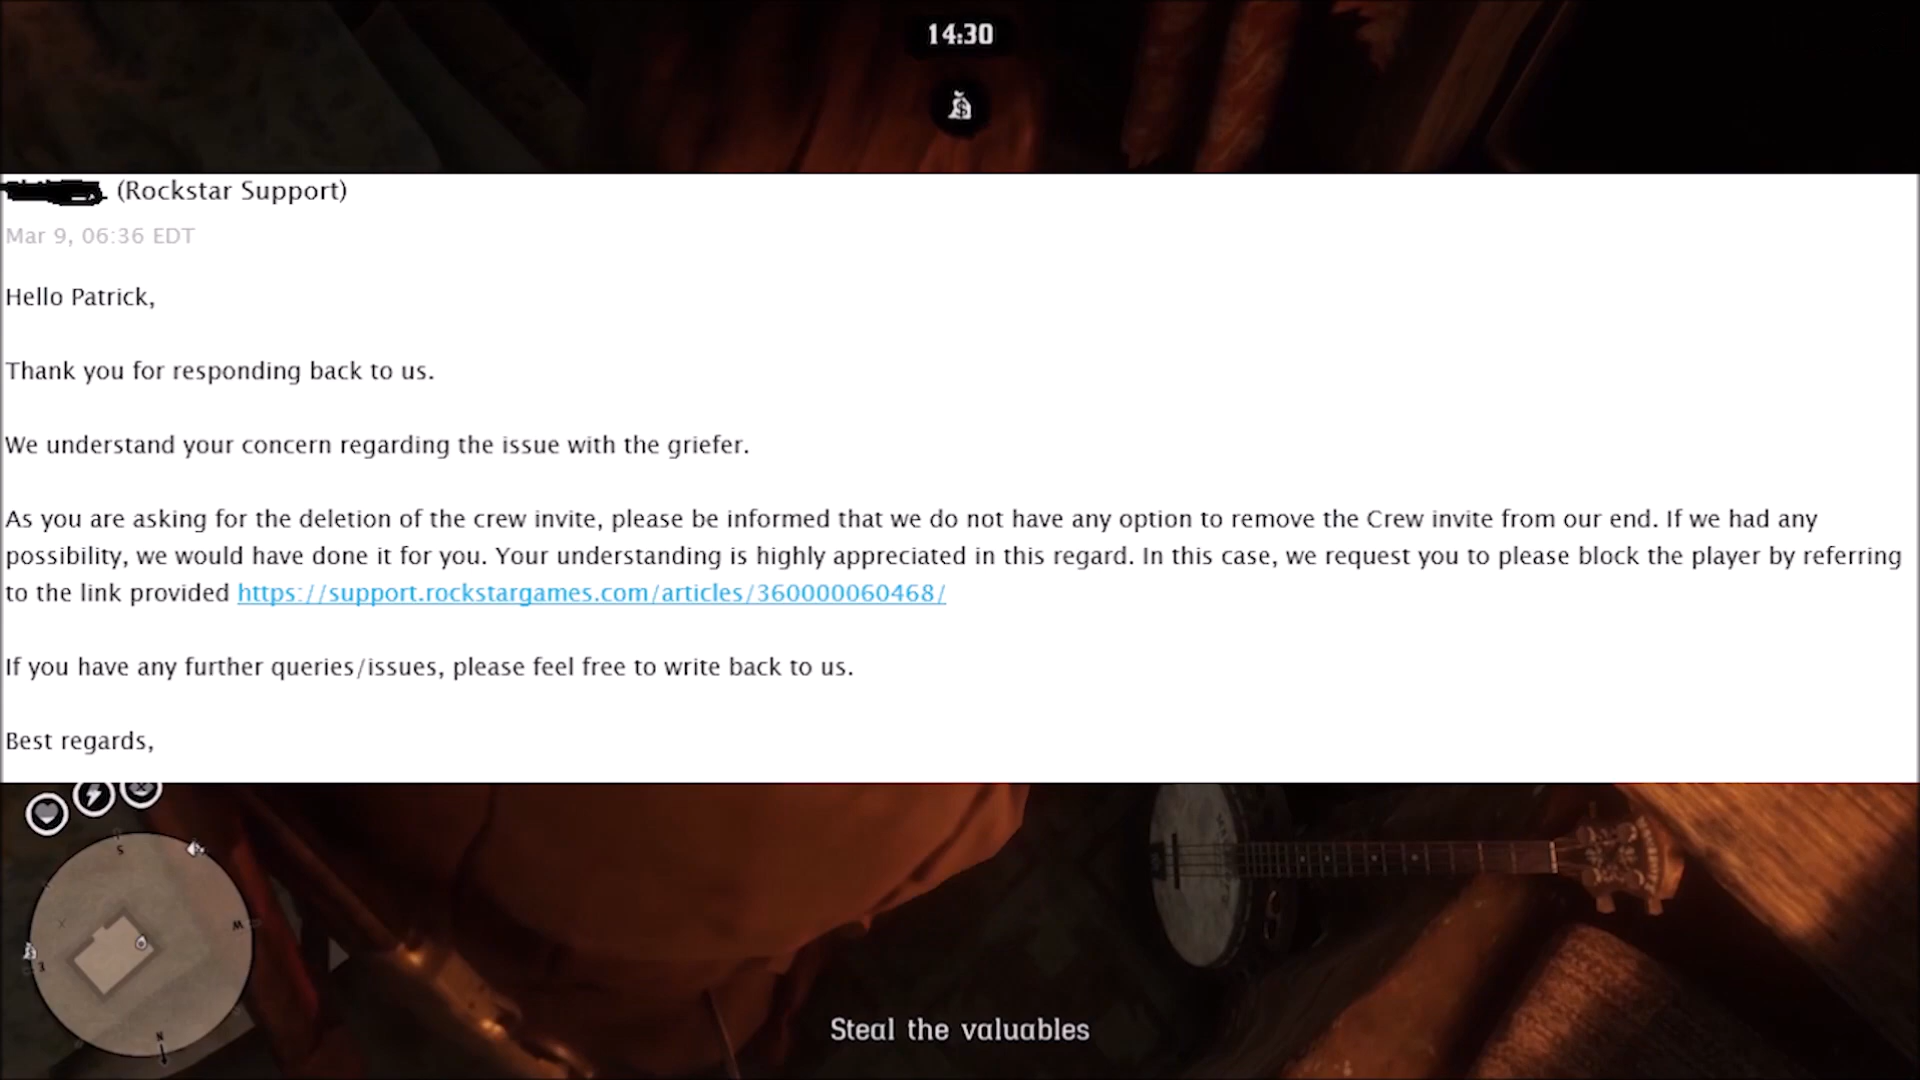 14:30
(Rockstar Support)
Mar 9, 06:36 EDT
Hello Patrick,
Thank you for responding back to us.
We understand your concern regarding the issue with the griefer.
As you are asking for the deletion of the crew invite, please be informed that we do not have any option to remove the Crew invite from our end. If we had any
possibility, we would have done it for you. Your understanding is highly appreciated in this regard. In this case, we request you to please block the player by referring
to the link provided https://support.rockstargames.com/articles/360000060468/
If you have any further queries/issues, please feel free to write back to us.
Best regards,
S
W
E
N
Steal the valuables